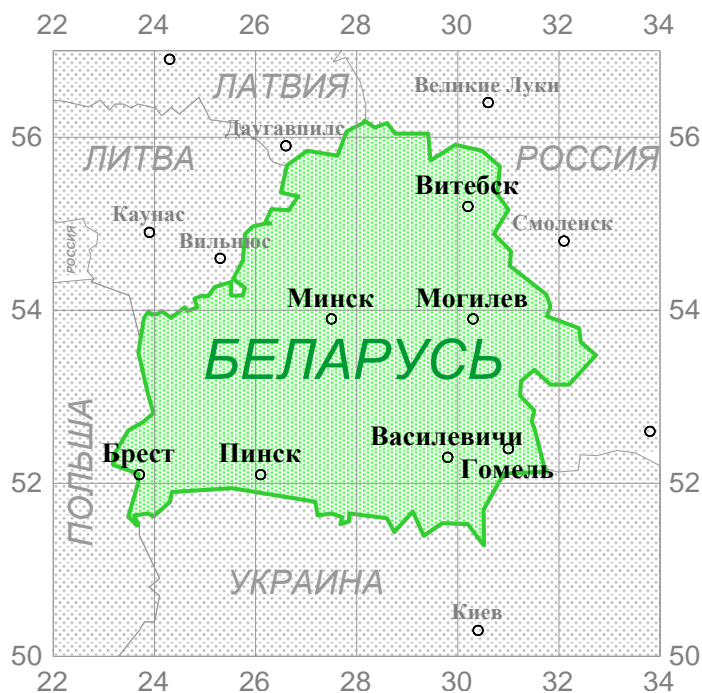 22 24 26 28 30 32 34
ЛАТВИЯ
Великие Луки
56
Даугавпилс
56
ЛИТВА
РОССИЯ
Витебск
Каунас
Смоленск
Вильнюс
РОССИЯ
54
Минск
Могилев
54
БЕЛАРУСЬ
ПОЛЬША
Василевичи
Брест
Пинск
Гомель
52
52
УКРАИНА
Киев
50
50
22 24 26 28 30 32 34